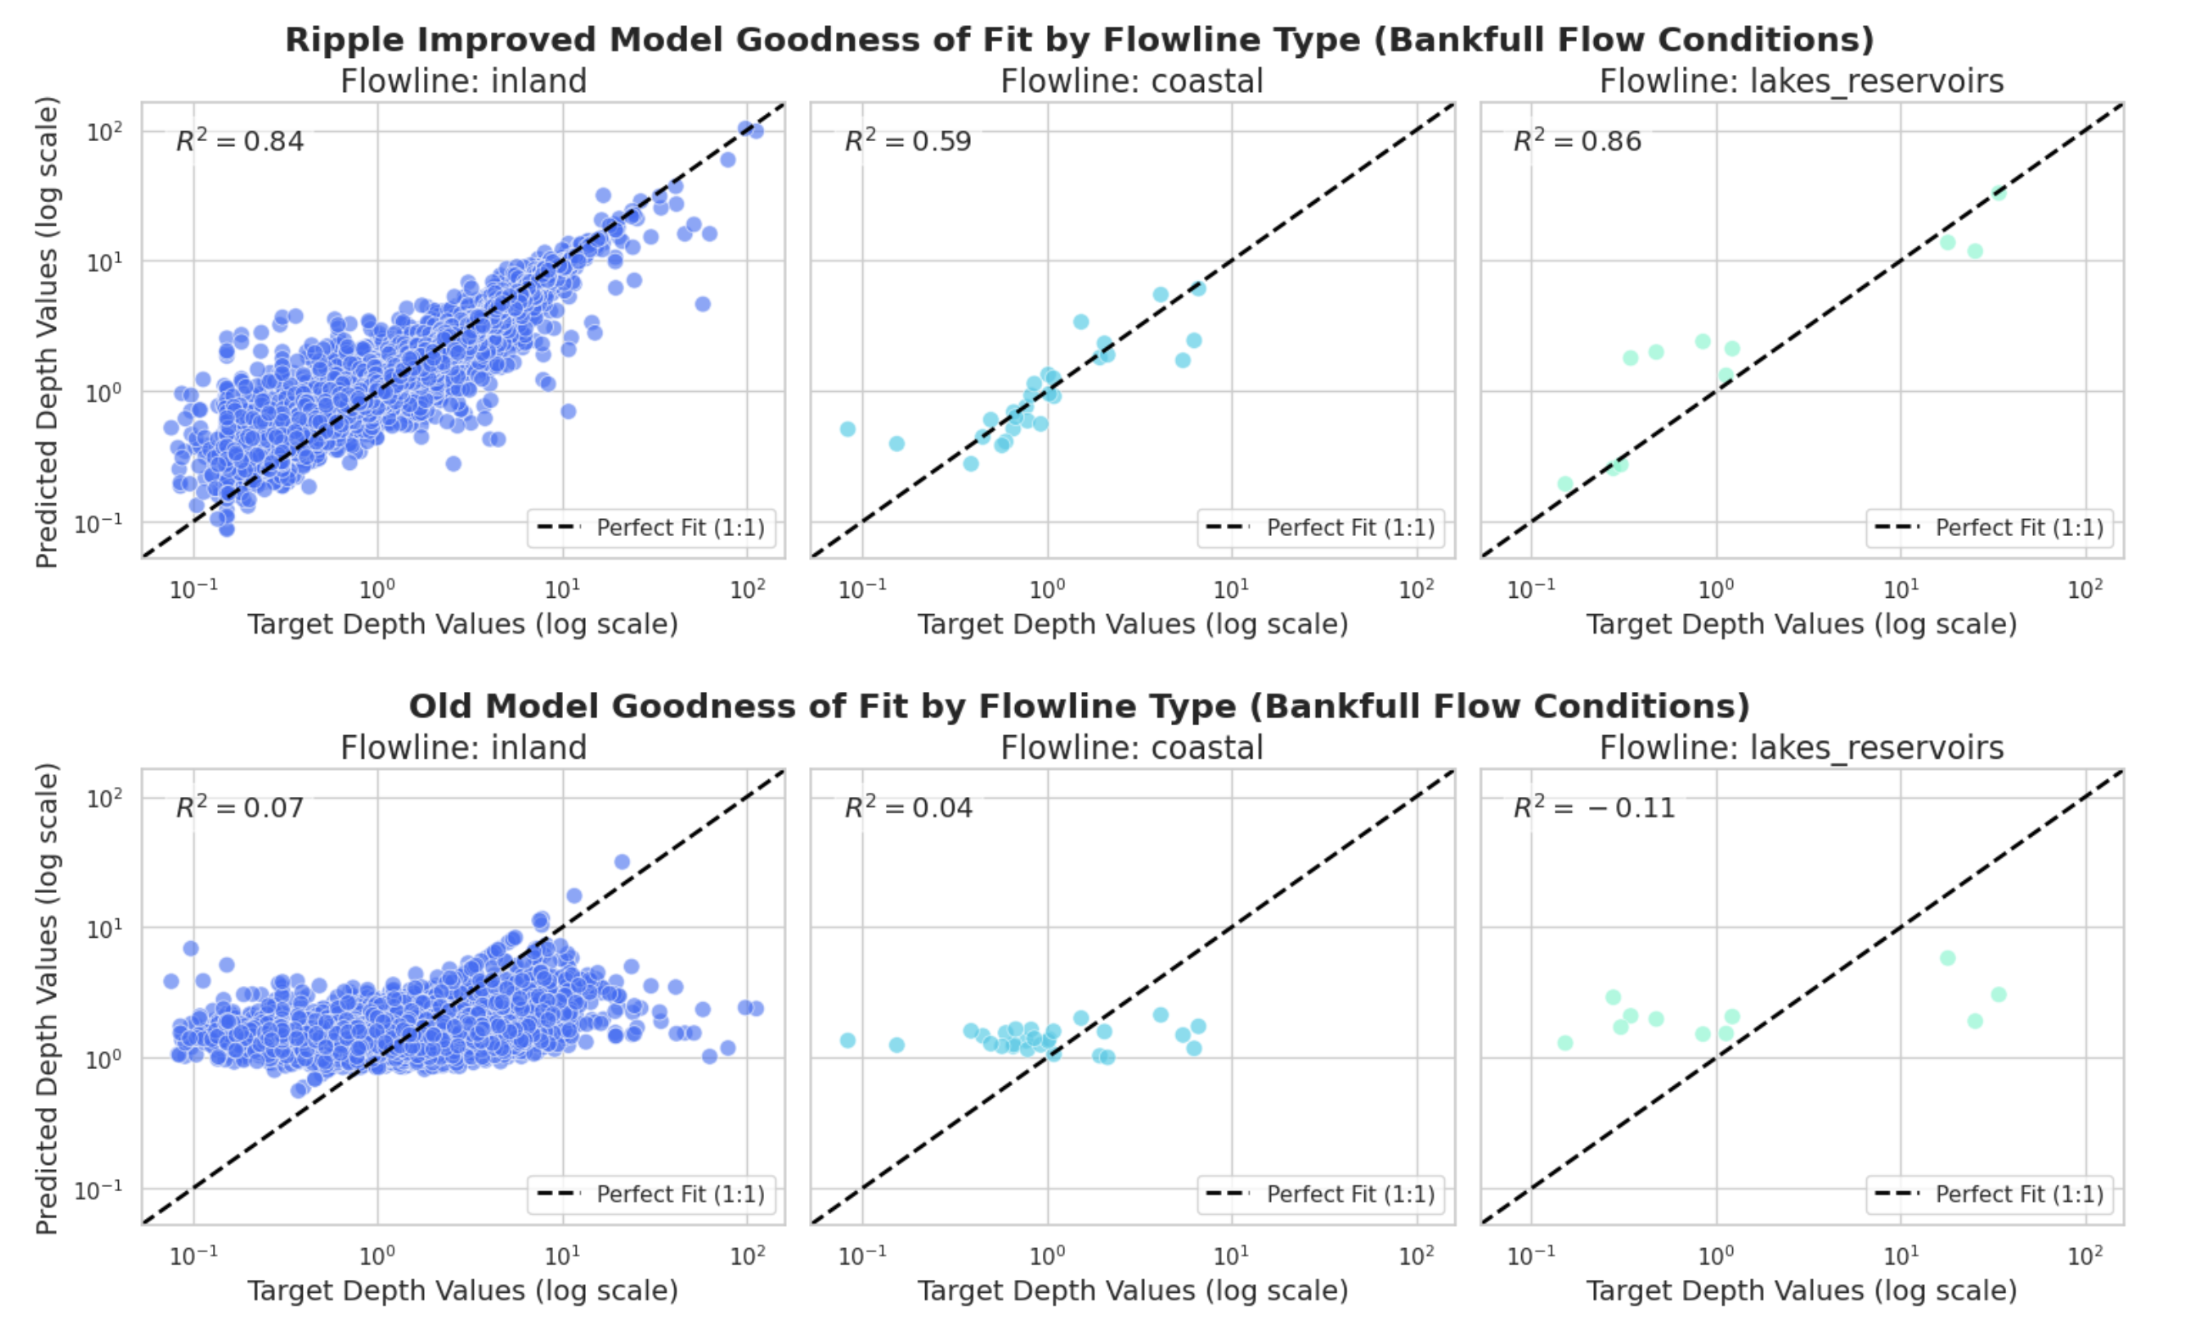 Ripple Improved Model Goodness of Fit by Flowline Type (Bankfull Flow Conditions)
Flowline: inland
Flowline: coastal
Flowline: lakes_reservoirs
Predicted Depth Values (log scale)
10²
10¹
10⁰
10⁻¹
R² = 0.84
R² = 0.59
R² = 0.86
Perfect Fit (1:1)
Perfect Fit (1:1)
Perfect Fit (1:1)
10⁻¹ 10⁰ 10¹ 10²
10⁻¹ 10⁰ 10¹ 10²
10⁻¹ 10⁰ 10¹ 10²
Target Depth Values (log scale)
Target Depth Values (log scale)
Target Depth Values (log scale)
Old Model Goodness of Fit by Flowline Type (Bankfull Flow Conditions)
Flowline: inland
Flowline: coastal
Flowline: lakes_reservoirs
Predicted Depth Values (log scale)
10²
10¹
10⁰
10⁻¹
R² = 0.07
R² = 0.04
R² = −0.11
Perfect Fit (1:1)
Perfect Fit (1:1)
Perfect Fit (1:1)
10⁻¹ 10⁰ 10¹ 10²
10⁻¹ 10⁰ 10¹ 10²
10⁻¹ 10⁰ 10¹ 10²
Target Depth Values (log scale)
Target Depth Values (log scale)
Target Depth Values (log scale)